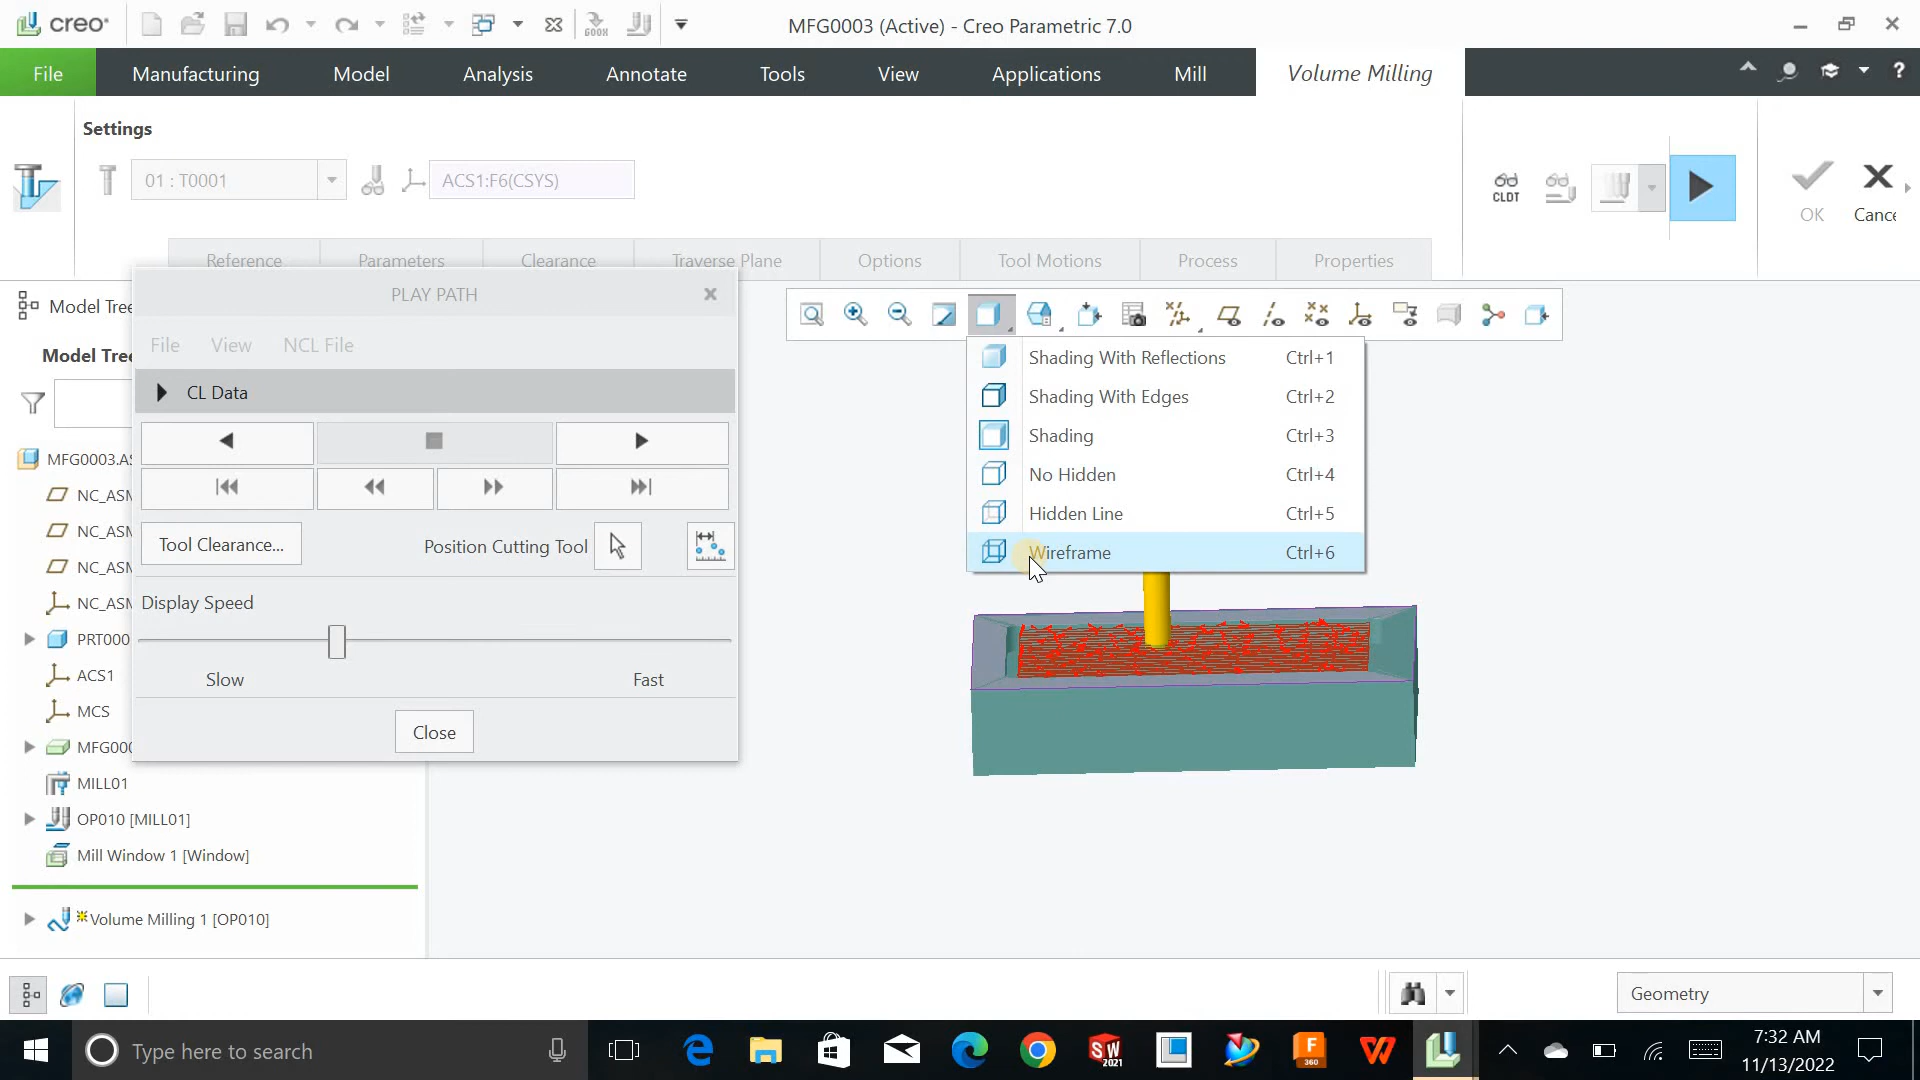 creo
MFG0003 (Active) - Creo Parametric 7.0
File
Manufacturing
Model
Analysis
Annotate
Tools
View
Applications
Mill
Volume Milling
Settings
01 : T0001
ACS1:F6(CSYS)
CLDT
OK
Cance
Reference
Parameters
Clearance
Traverse Plane
Options
Tool Motions
Process
Properties
Model Tree
Model Tree
MFG0003.AS
NC_ASM
NC_ASM
NC_ASM
NC_ASM
PRT000
ACS1
MCS
MFG000
MILL01
OP010 [MILL01]
Mill Window 1 [Window]
Volume Milling 1 [OP010]
PLAY PATH
File
View
NCL File
CL Data
Tool Clearance...
Position Cutting Tool
Display Speed
Slow
Fast
Close
Shading With Reflections Ctrl+1
Shading With Edges Ctrl+2
Shading Ctrl+3
No Hidden Ctrl+4
Hidden Line Ctrl+5
Wireframe Ctrl+6
Geometry
Type here to search
SW
2021
F
360
7:32 AM
11/13/2022